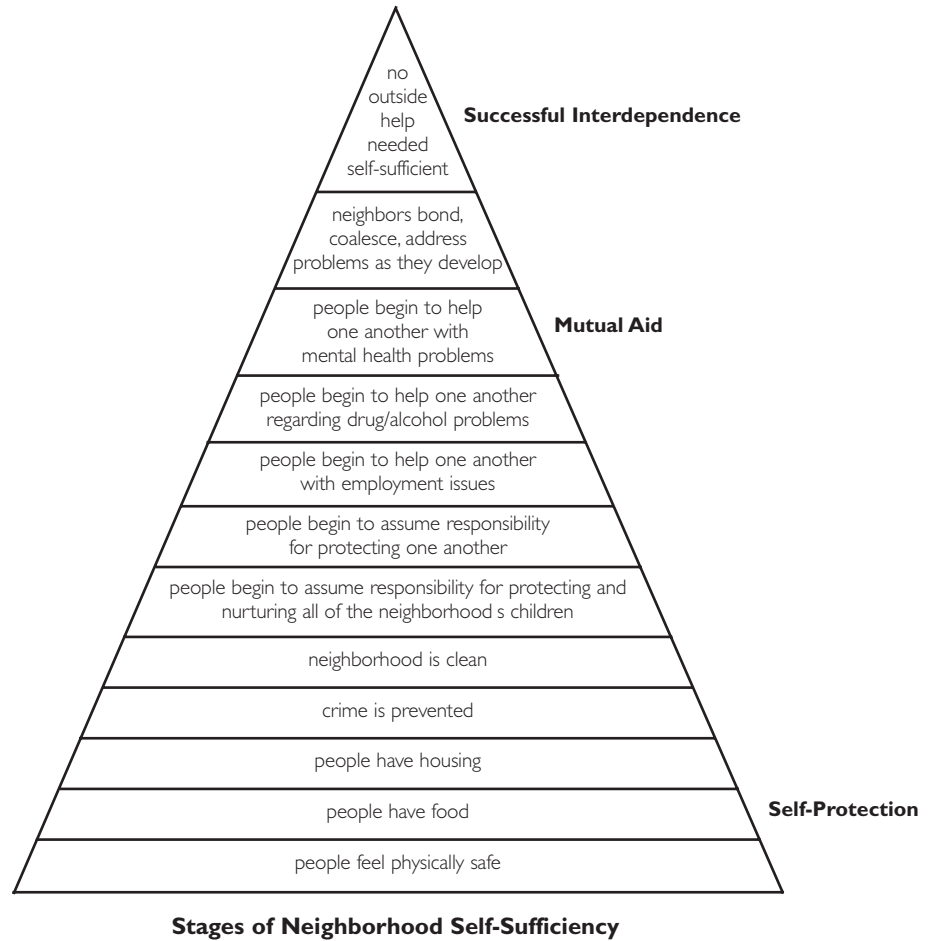 no
outside
help
needed
self-sufficient
Successful Interdependence
neighbors bond,
coalesce, address
problems as they develop
people begin to help
one another with
mental health problems
Mutual Aid
people begin to help one another
regarding drug/alcohol problems
people begin to help one another
with employment issues
people begin to assume responsibility
for protecting one another
people begin to assume responsibility for protecting and
nurturing all of the neighborhood s children
neighborhood is clean
crime is prevented
people have housing
people have food
Self-Protection
people feel physically safe
Stages of Neighborhood Self-Sufficiency